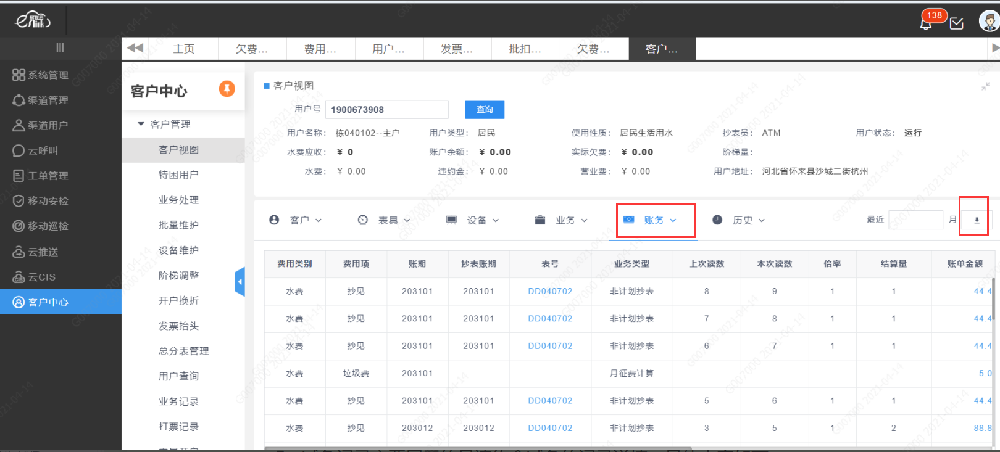 138
主页 欠费... 费用... 用户... 发票... 批扣... 欠费... 客户...
系统管理
渠道管理
渠道用户
云呼叫
工单管理
移动安检
移动巡检
云推送
云CIS
客户中心
客户中心
客户管理
客户视图
特困用户
业务处理
批量维护
设备维护
阶梯调整
开户换折
发票抬头
总分表管理
用户查询
业务记录
打票记录
客户视图
用户号 1900673908 查询
用户名称： 栋040102--主户 用户类型： 居民 使用性质： 居民生活用水 抄表员： ATM 用户状态： 运行
水费应收： ¥ 0 账户余额： ¥ 0.00 实际欠费： ¥ 0.00 阶梯量：
水费： ¥ 0.00 违约金： ¥ 0.00 营业费： ¥ 0.00 用户地址： 河北省怀来县沙城二街杭州
客户 表具 设备 业务 账务 历史 最近 月
费用类别 费用项 账期 抄表账期 表号 业务类型 上次读数 本次读数 倍率 结算量 账单金额
水费 抄见 203101 203101 DD040702 非计划抄表 8 9 1 1 44.4
水费 抄见 203101 203101 DD040702 非计划抄表 7 8 1 1 44.4
水费 抄见 203101 203101 DD040702 非计划抄表 6 7 1 1 44.4
水费 垃圾费 203101 月征费计算 5.0
水费 抄见 203101 203101 DD040702 非计划抄表 5 6 1 1 44.4
水费 抄见 203012 203012 DD040702 非计划抄表 3 5 1 2 88.8
G007000 2021-04-14